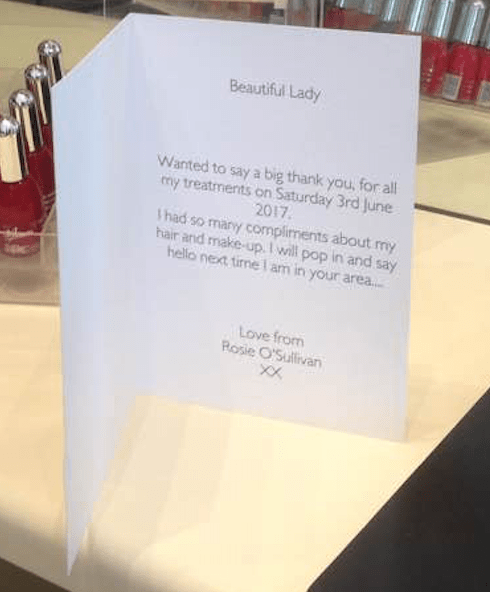 Beautiful Lady
Wanted to say a big thank you, for all
my treatments on Saturday 3rd June
2017.
I had so many compliments about my
hair and make-up. I will pop in and say
hello next time I am in your area....
Love from
Rosie O'Sullivan
XX